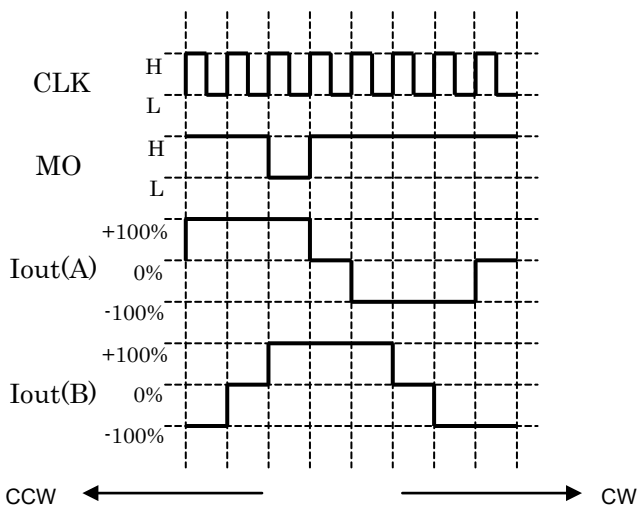 CLK
H
L
MO
H
L
Iout(A)
+100%
0%
-100%
Iout(B)
+100%
0%
-100%
CCW
CW